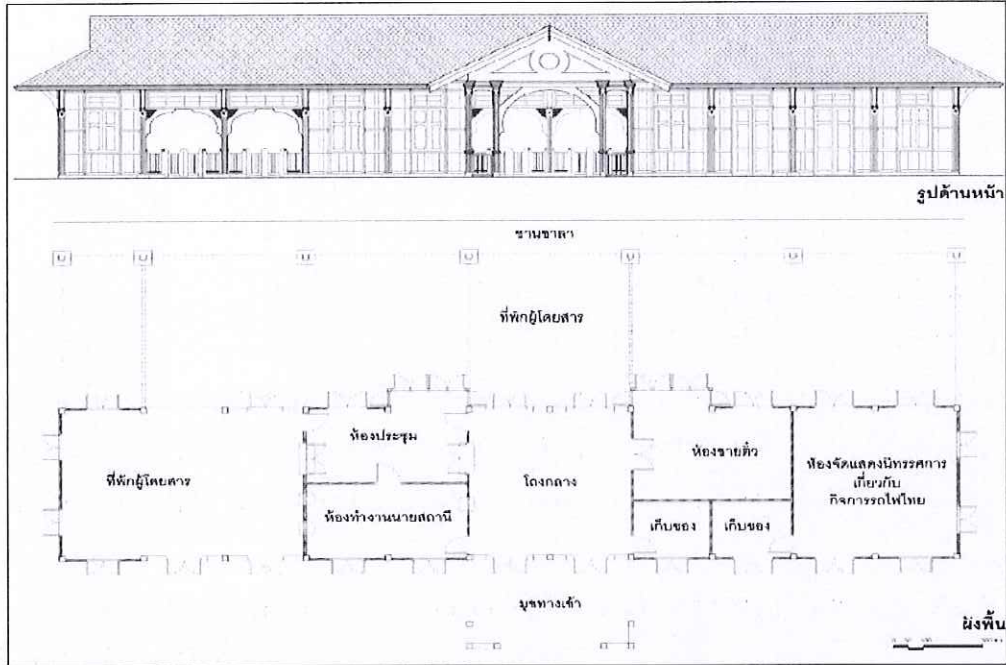 รูปด้านหน้า
ชานชาลา
ที่พักผู้โดยสาร
ห้องประชุม
ห้องขายตั๋ว
ที่พักผู้โดยสาร
โถงกลาง
ห้องจัดแสดงนิทรรศการ
เกี่ยวกับ
กิจการรถไฟไทย
ห้องทำงานนายสถานี
เก็บของ
เก็บของ
มุขทางเข้า
ผังพื้น